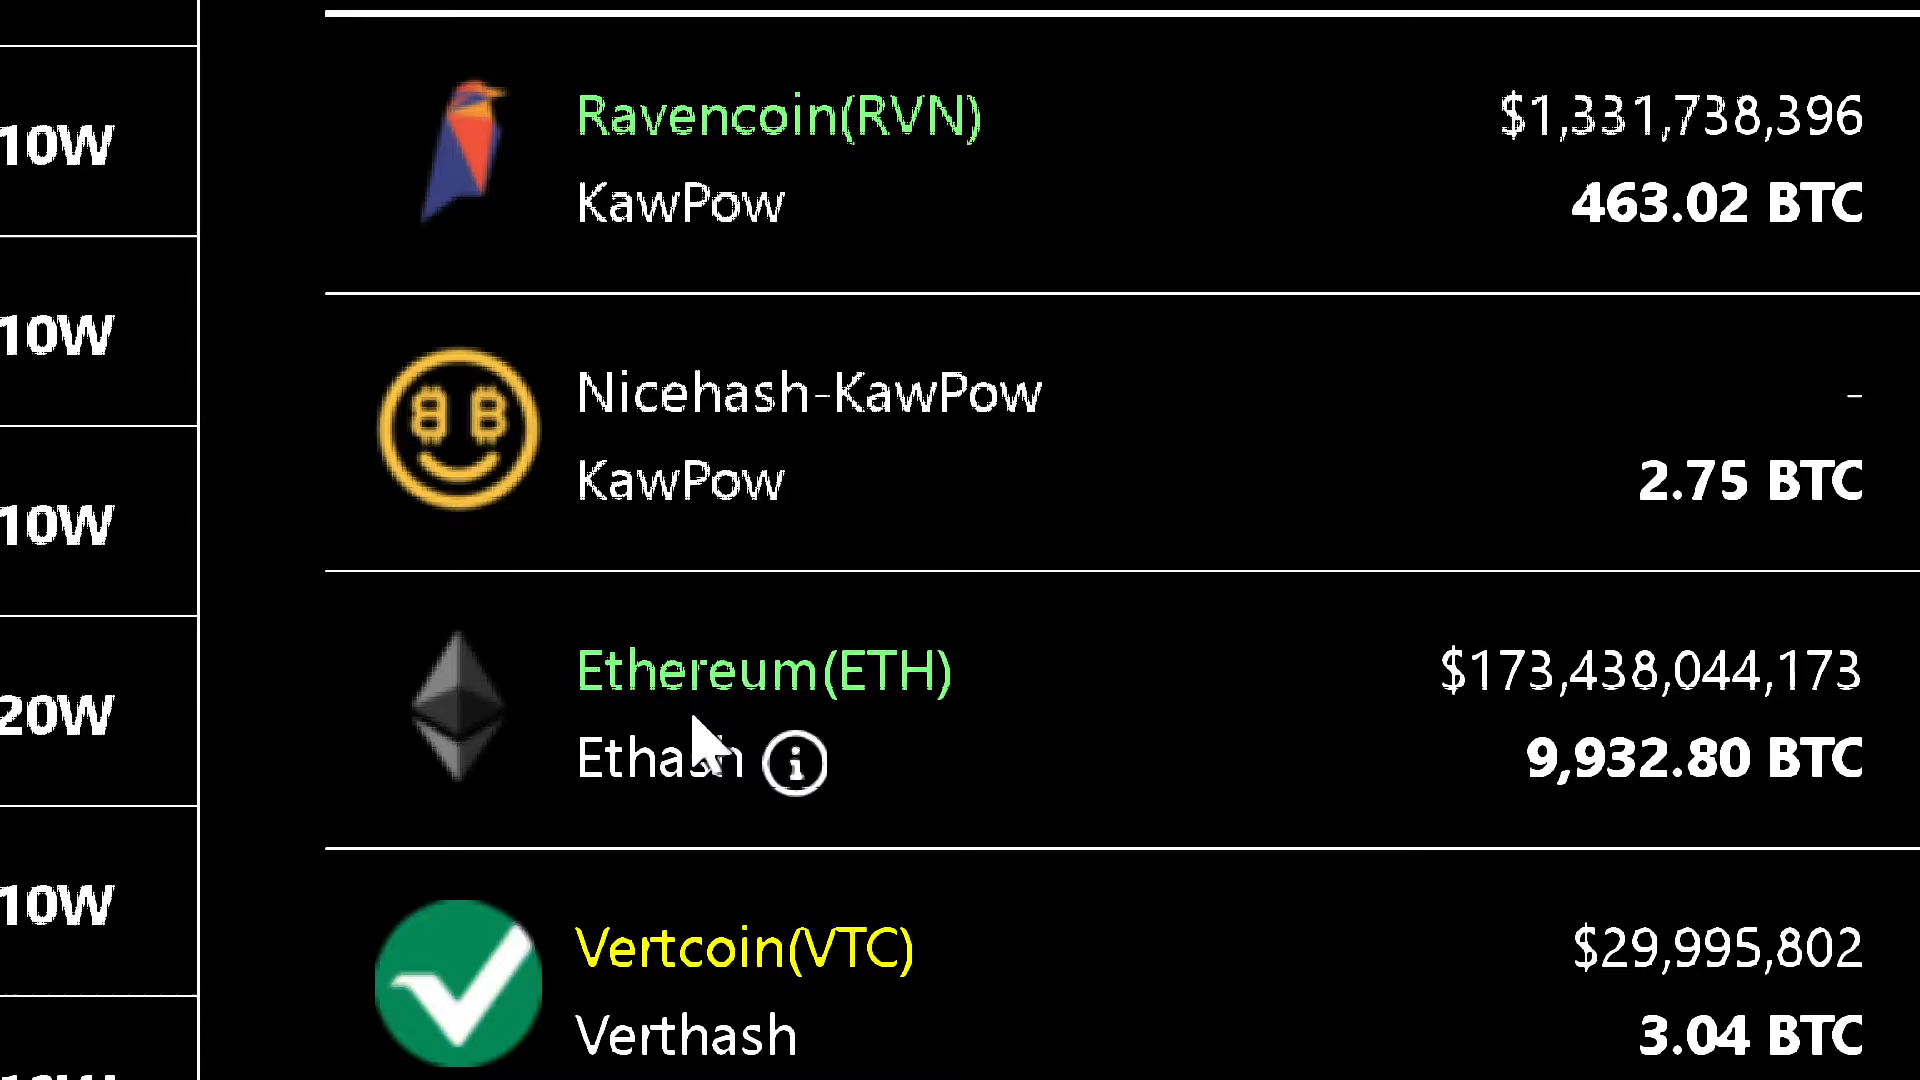 10W
10W
10W
20W
10W
Ravencoin(RVN)
$1,331,738,396
KawPow
463.02 BTC
Nicehash-KawPow
-
KawPow
2.75 BTC
Ethereum(ETH)
$173,438,044,173
Ethash
9,932.80 BTC
Vertcoin(VTC)
$29,995,802
Verthash
3.04 BTC